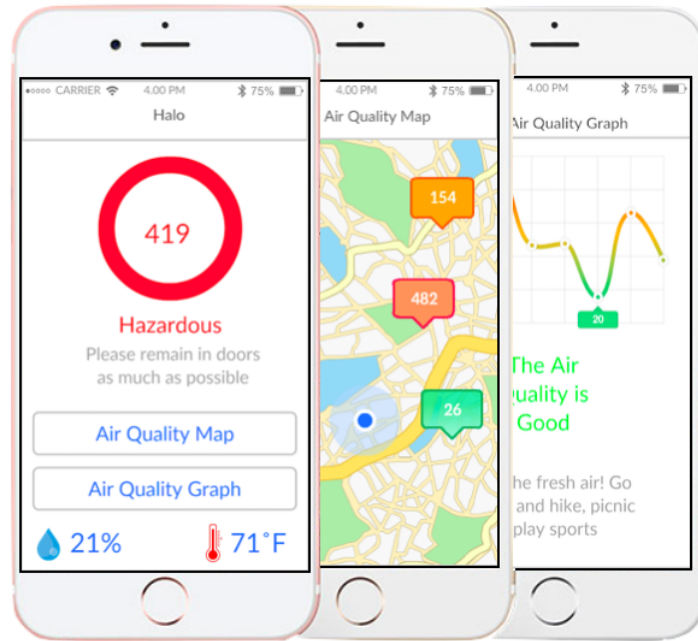 CARRIER 4.00 PM 75%
Halo
419
Hazardous
Please remain in doors
as much as possible
Air Quality Map
Air Quality Graph
21% 71°F
4.00 PM 75%
Air Quality Map
154
482
26
4.00 PM 75%
Air Quality Graph
20
The Air
uality is
Good
he fresh air! Go
and hike, picnic
play sports